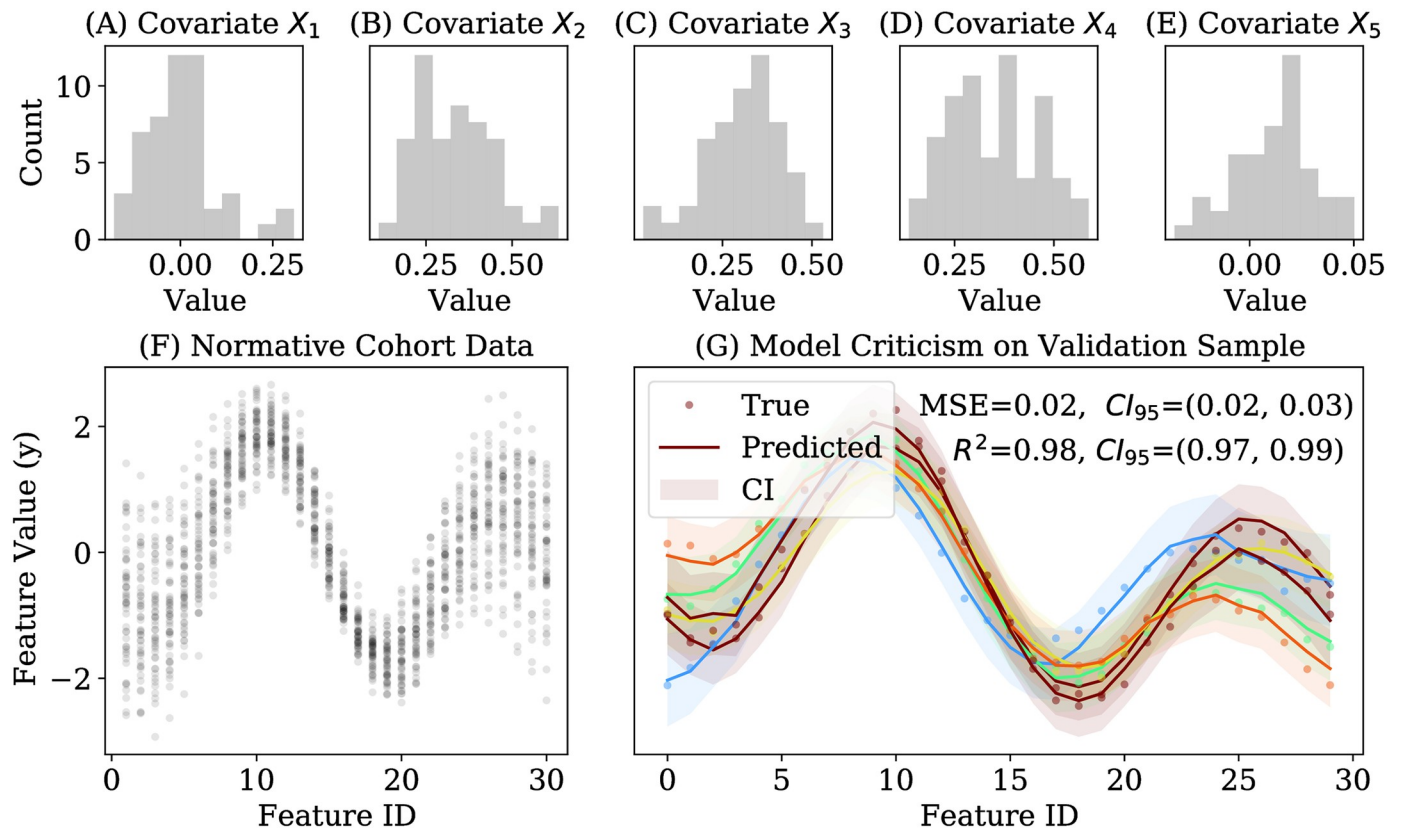 (A) Covariate X₁
(B) Covariate X₂
(C) Covariate X₃
(D) Covariate X₄
(E) Covariate X₅
Count
10
5
0
0.00 0.25
0.25 0.50
0.25 0.50
0.25 0.50
0.00 0.05
Value
Value
Value
Value
Value
(F) Normative Cohort Data
Feature Value (y)
2
0
−2
0 10 20 30
Feature ID
(G) Model Criticism on Validation Sample
True
Predicted
CI
MSE=0.02, CI₉₅=(0.02, 0.03)
R²=0.98, CI₉₅=(0.97, 0.99)
0 5 10 15 20 25 30
Feature ID